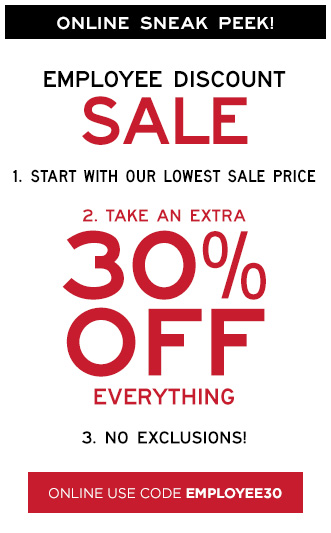 ONLINE SNEAK PEEK!
EMPLOYEE DISCOUNT
SALE
1. START WITH OUR LOWEST SALE PRICE
2. TAKE AN EXTRA
30%
OFF
EVERYTHING
3. NO EXCLUSIONS!
ONLINE USE CODE EMPLOYEE30